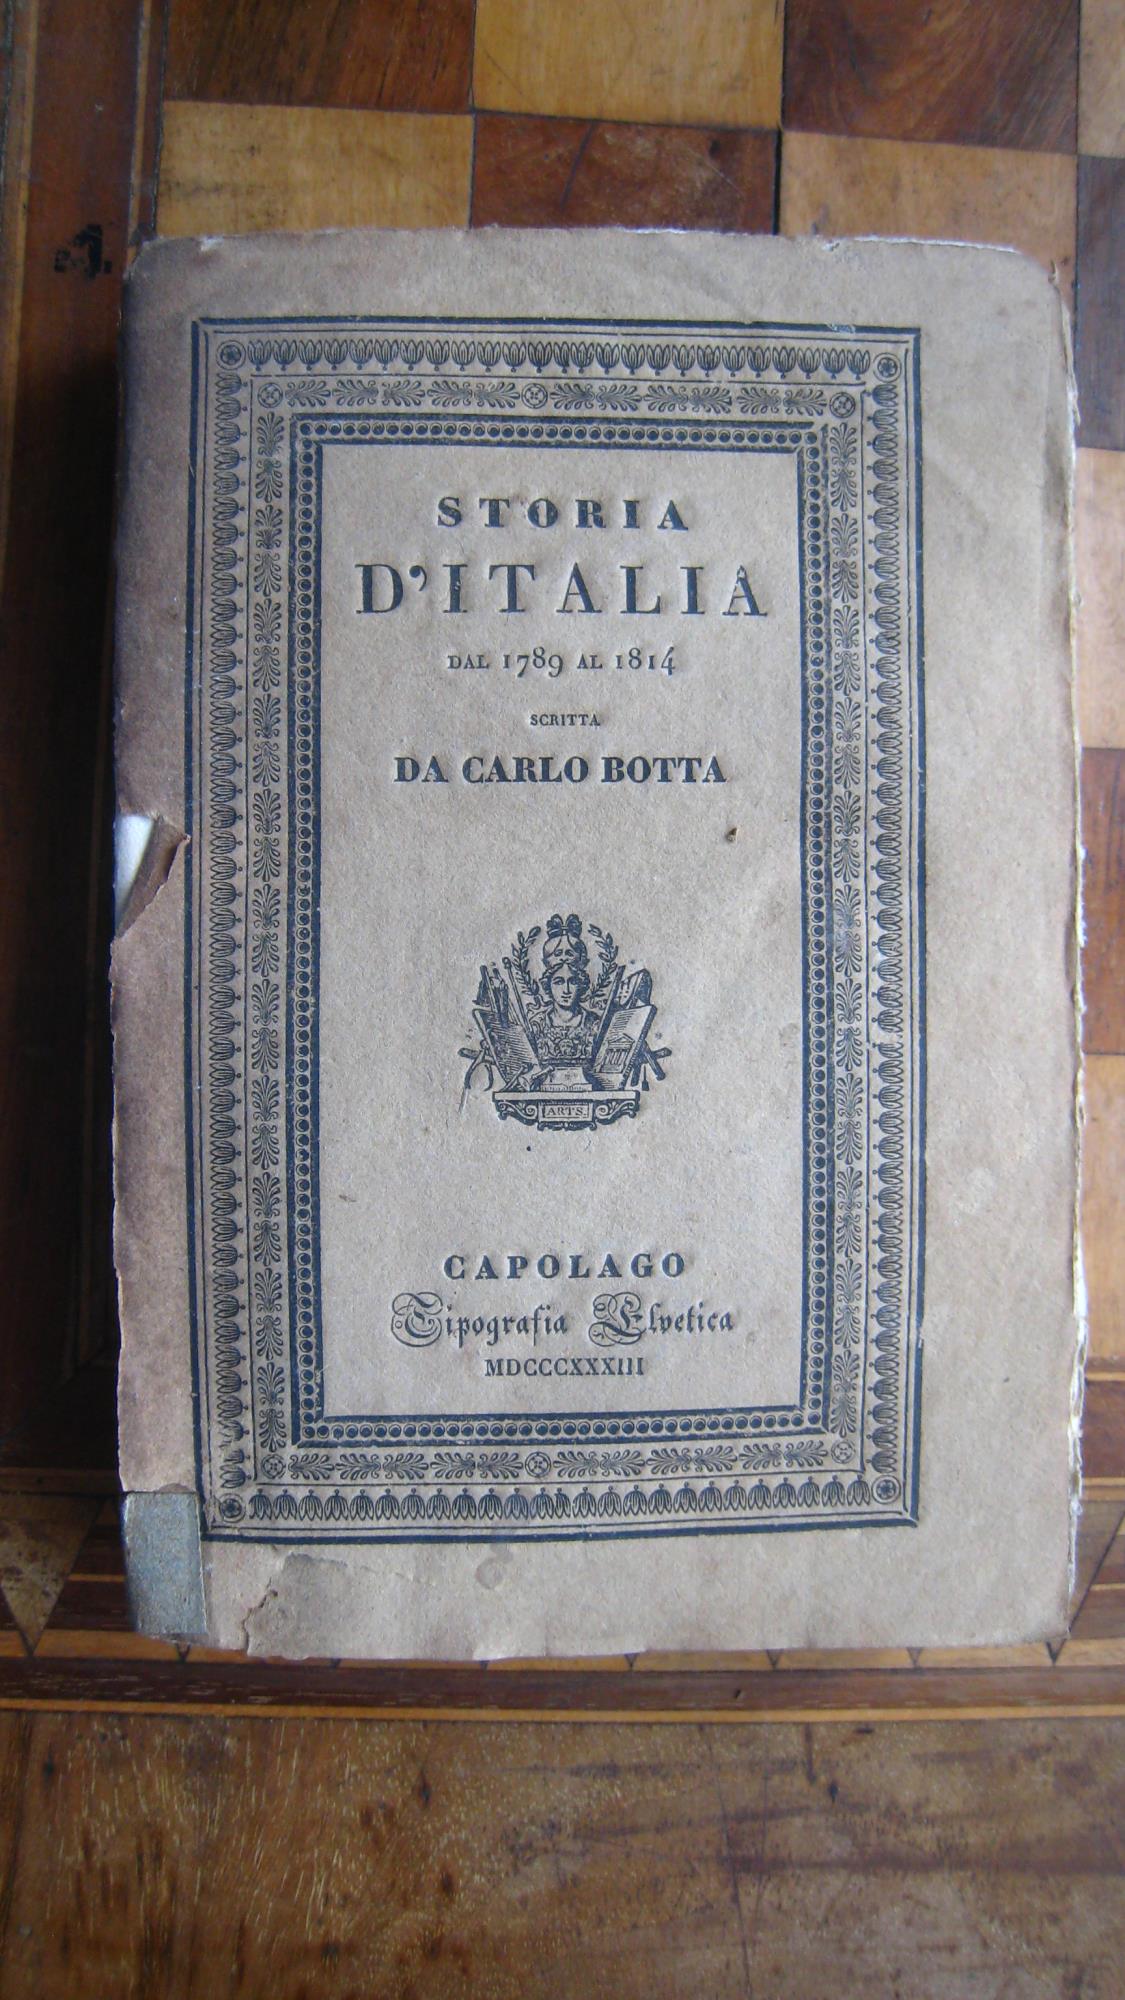 STORIA
D'ITALIA
DAL 1789 AL 1814
SCRITTA
DA CARLO BOTTA
ARTS.
CAPOLAGO
Tipografia Elvetica
MDCCCXXXIII